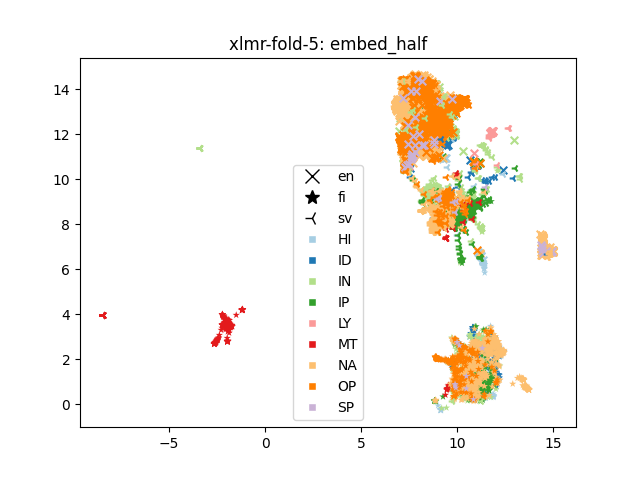 xlmr-fold-5: embed_half
14
12
10
8
6
4
2
0
−5
0
5
10
15
en
fi
sv
HI
ID
IN
IP
LY
MT
NA
OP
SP